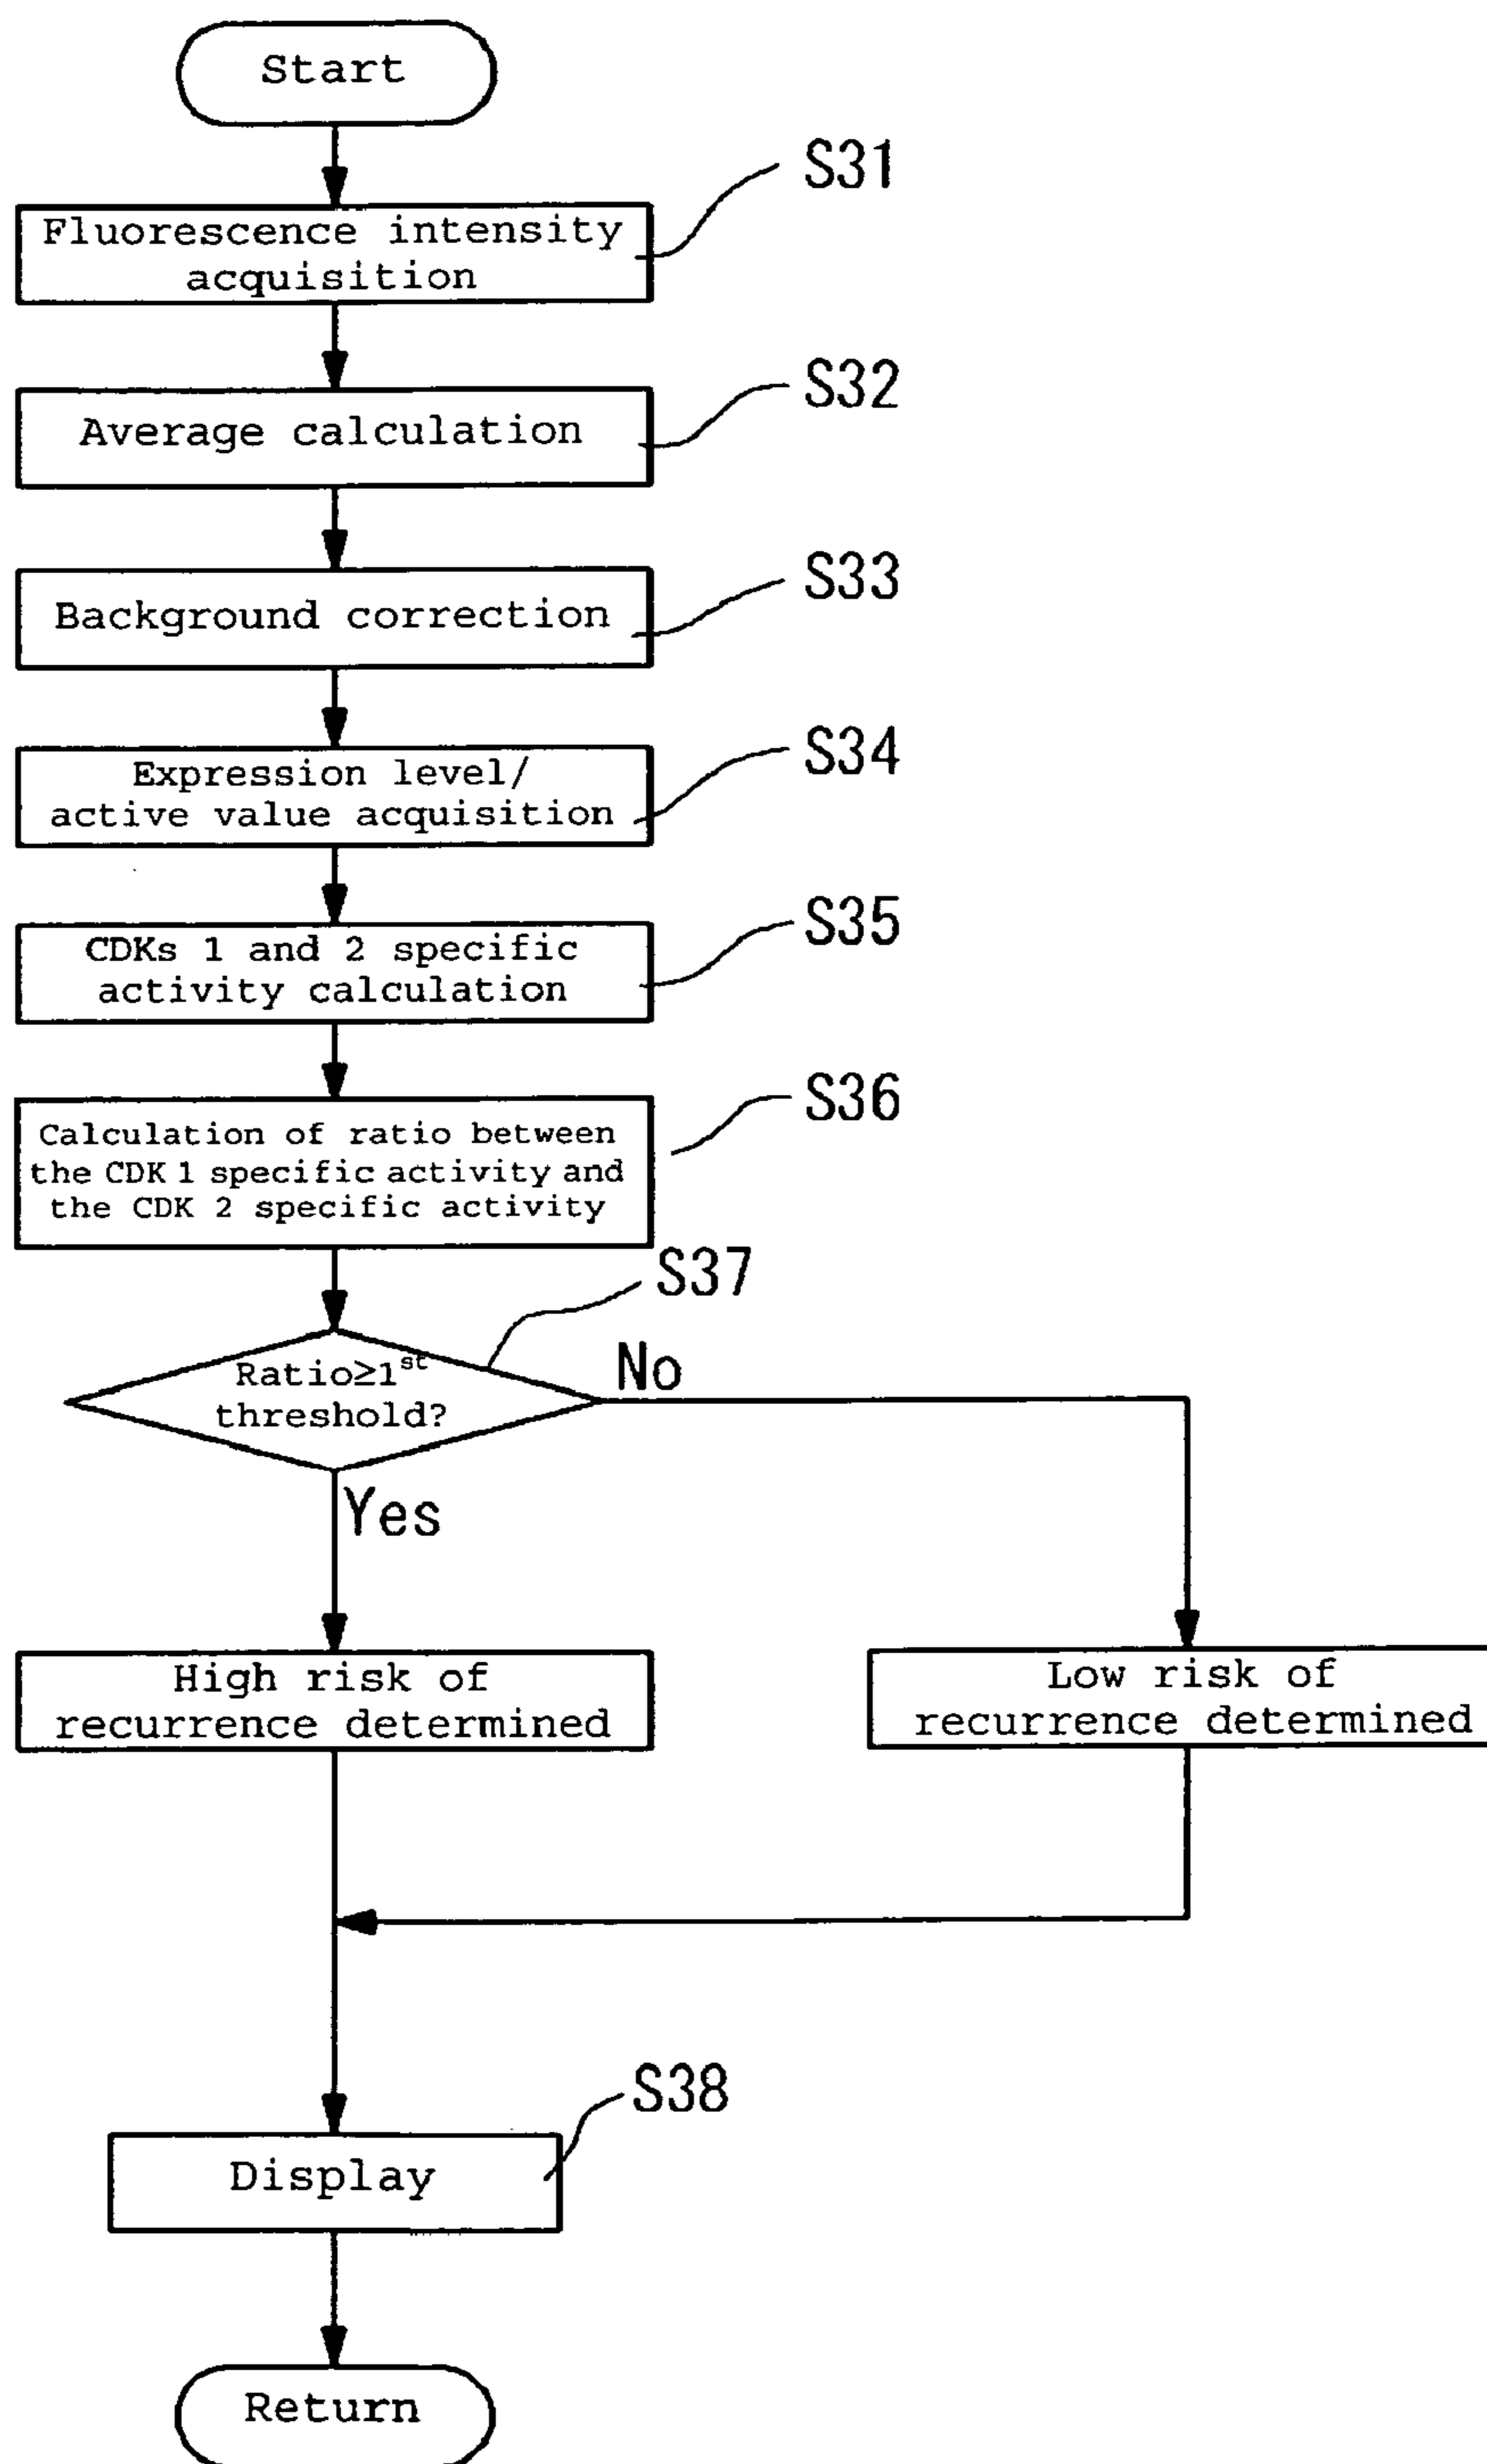 Start
S31
Fluorescence intensity
acquisition
S32
Average calculation
S33
Background correction
S34
Expression level/
active value acquisition
S35
CDKs 1 and 2 specific
activity calculation
S36
Calculation of ratio between
the CDK 1 specific activity and
the CDK 2 specific activity
S37
Ratio≥1st
threshold?
No
Yes
High risk of
recurrence determined
Low risk of
recurrence determined
S38
Display
Return